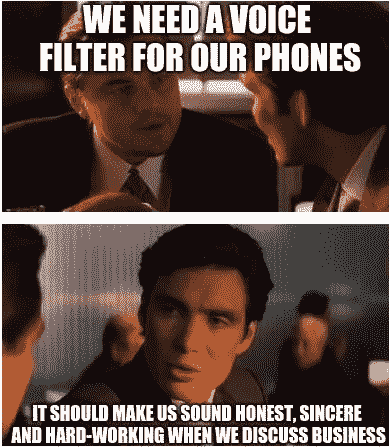 WE NEED A VOICE
FILTER FOR OUR PHONES
IT SHOULD MAKE US SOUND HONEST, SINCERE
AND HARD-WORKING WHEN WE DISCUSS BUSINESS